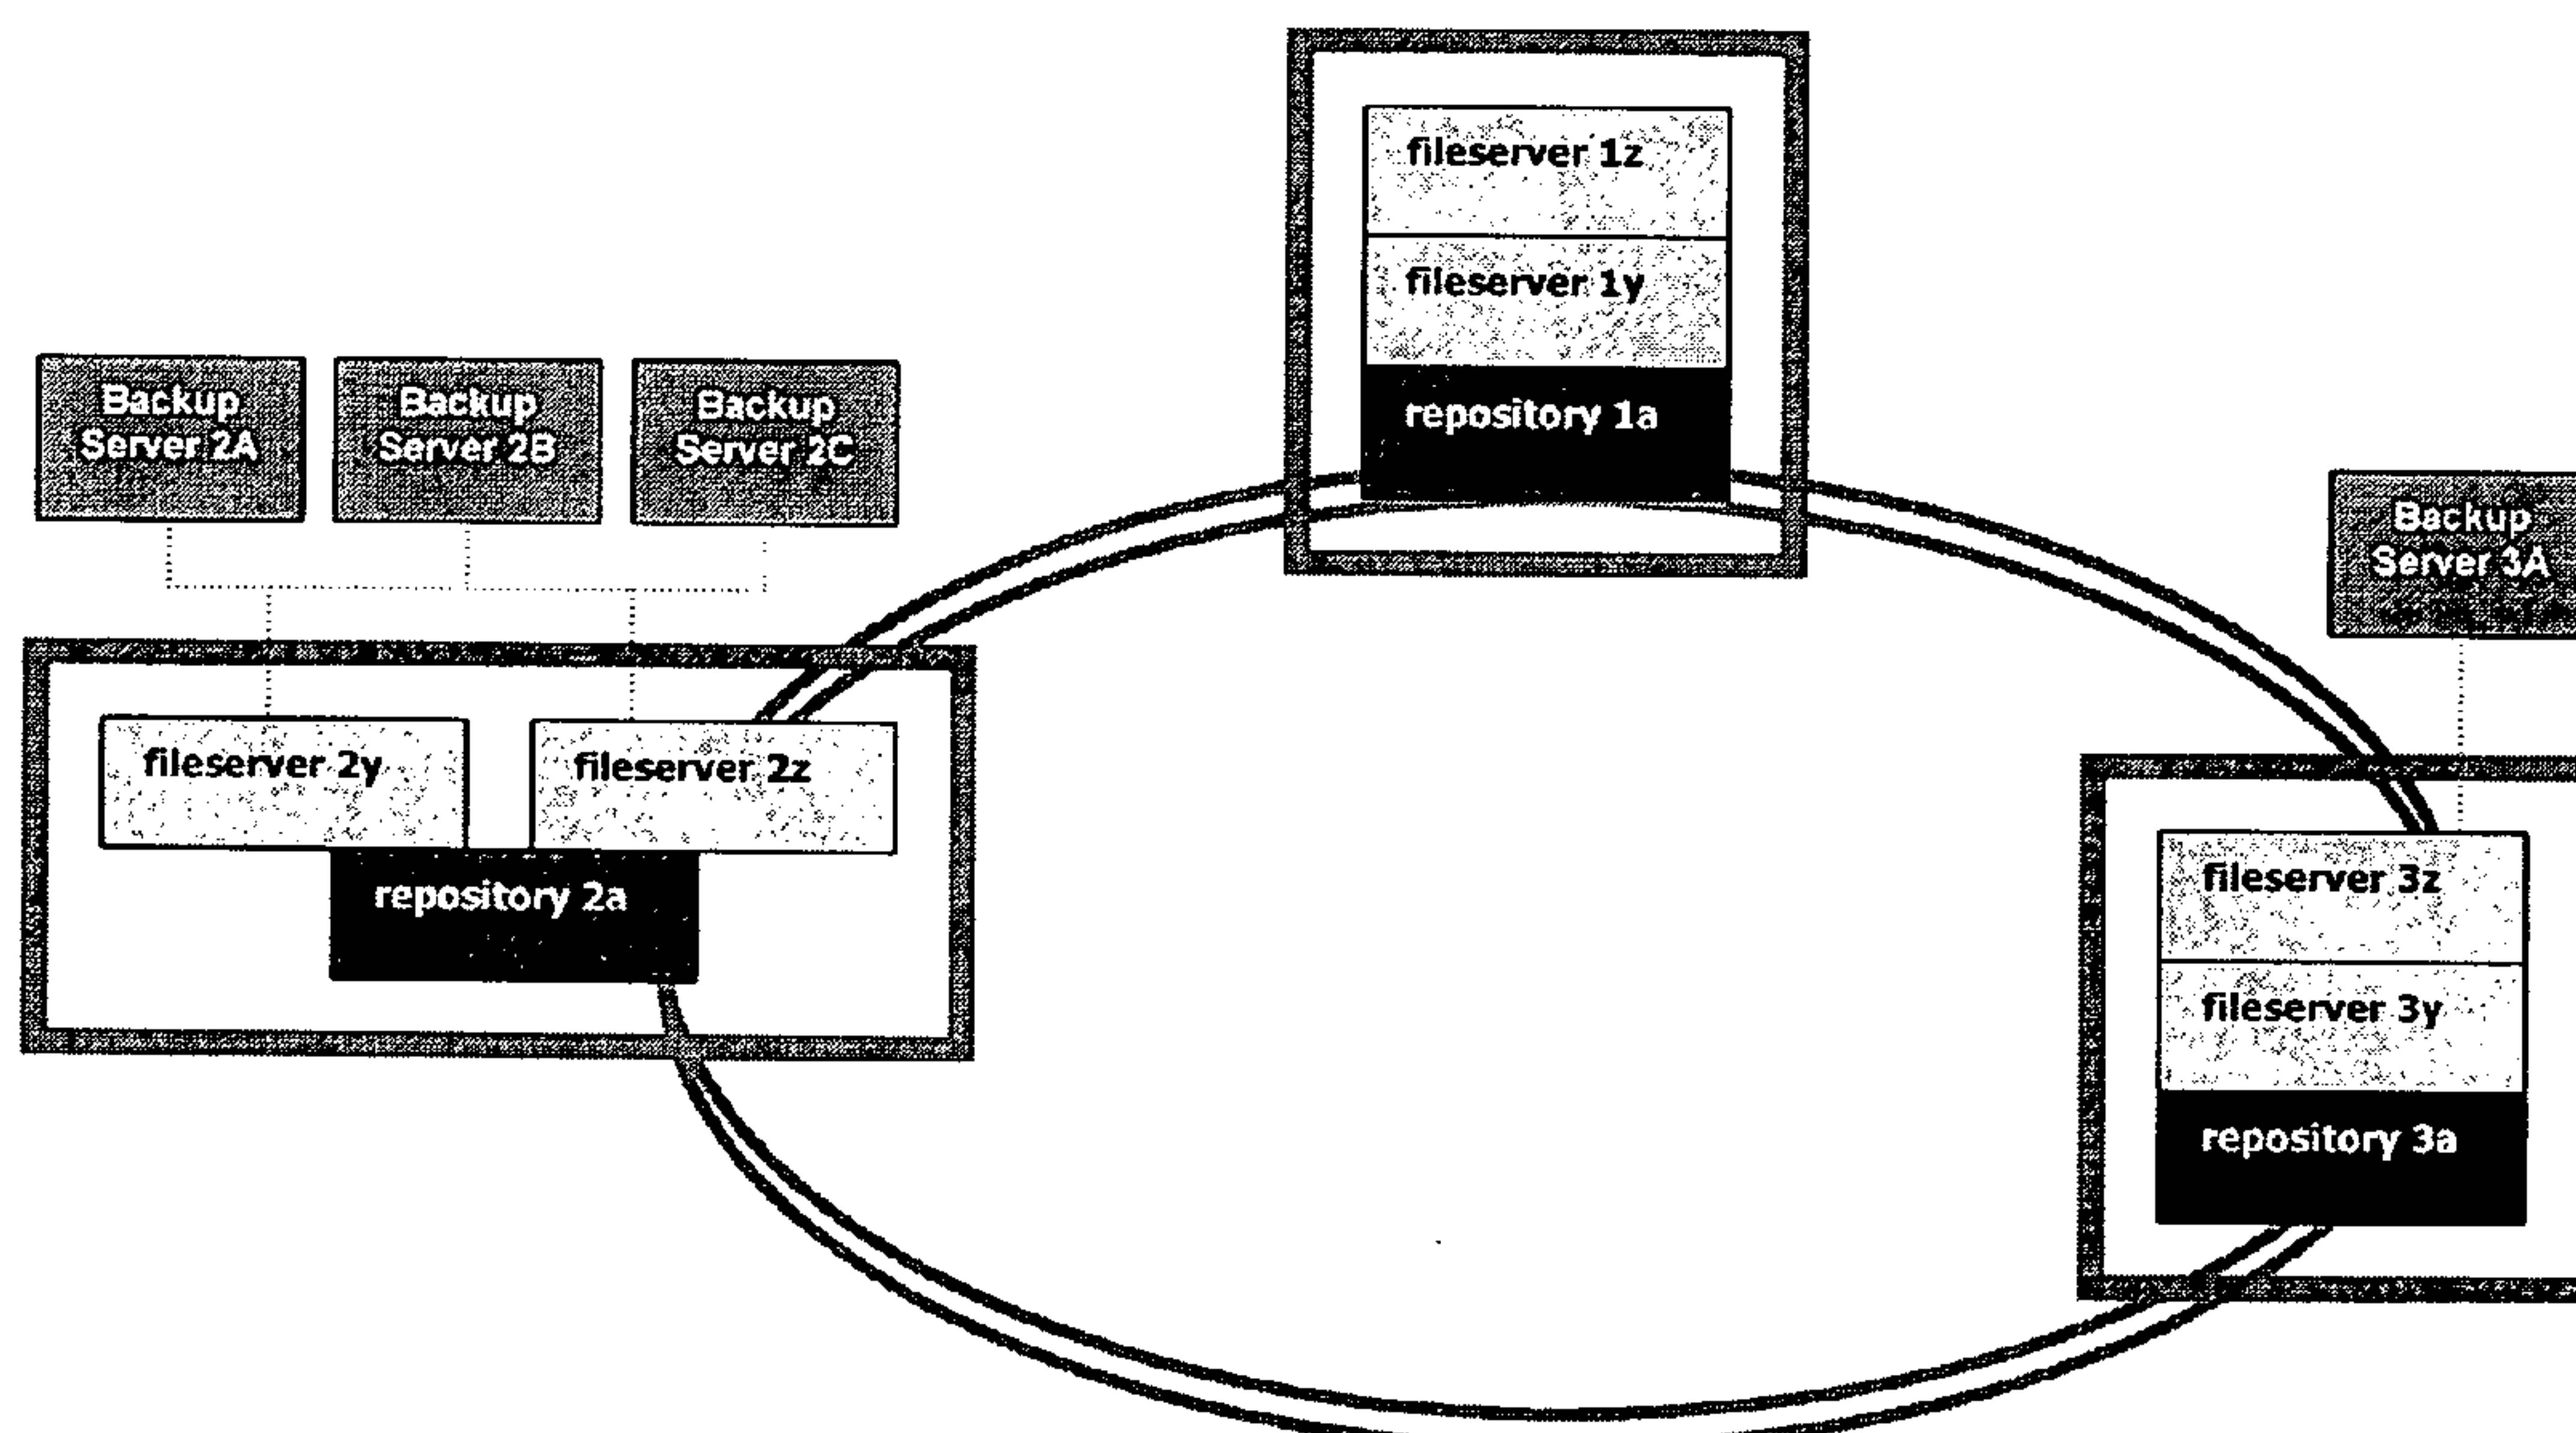 fileserver 1z
fileserver 1y
repository 1a
Backup
Server 2A
Backup
Server 2B
Backup
Server 2C
fileserver 2y
fileserver 2z
repository 2a
Backup
Server 3A
fileserver 3z
fileserver 3y
repository 3a